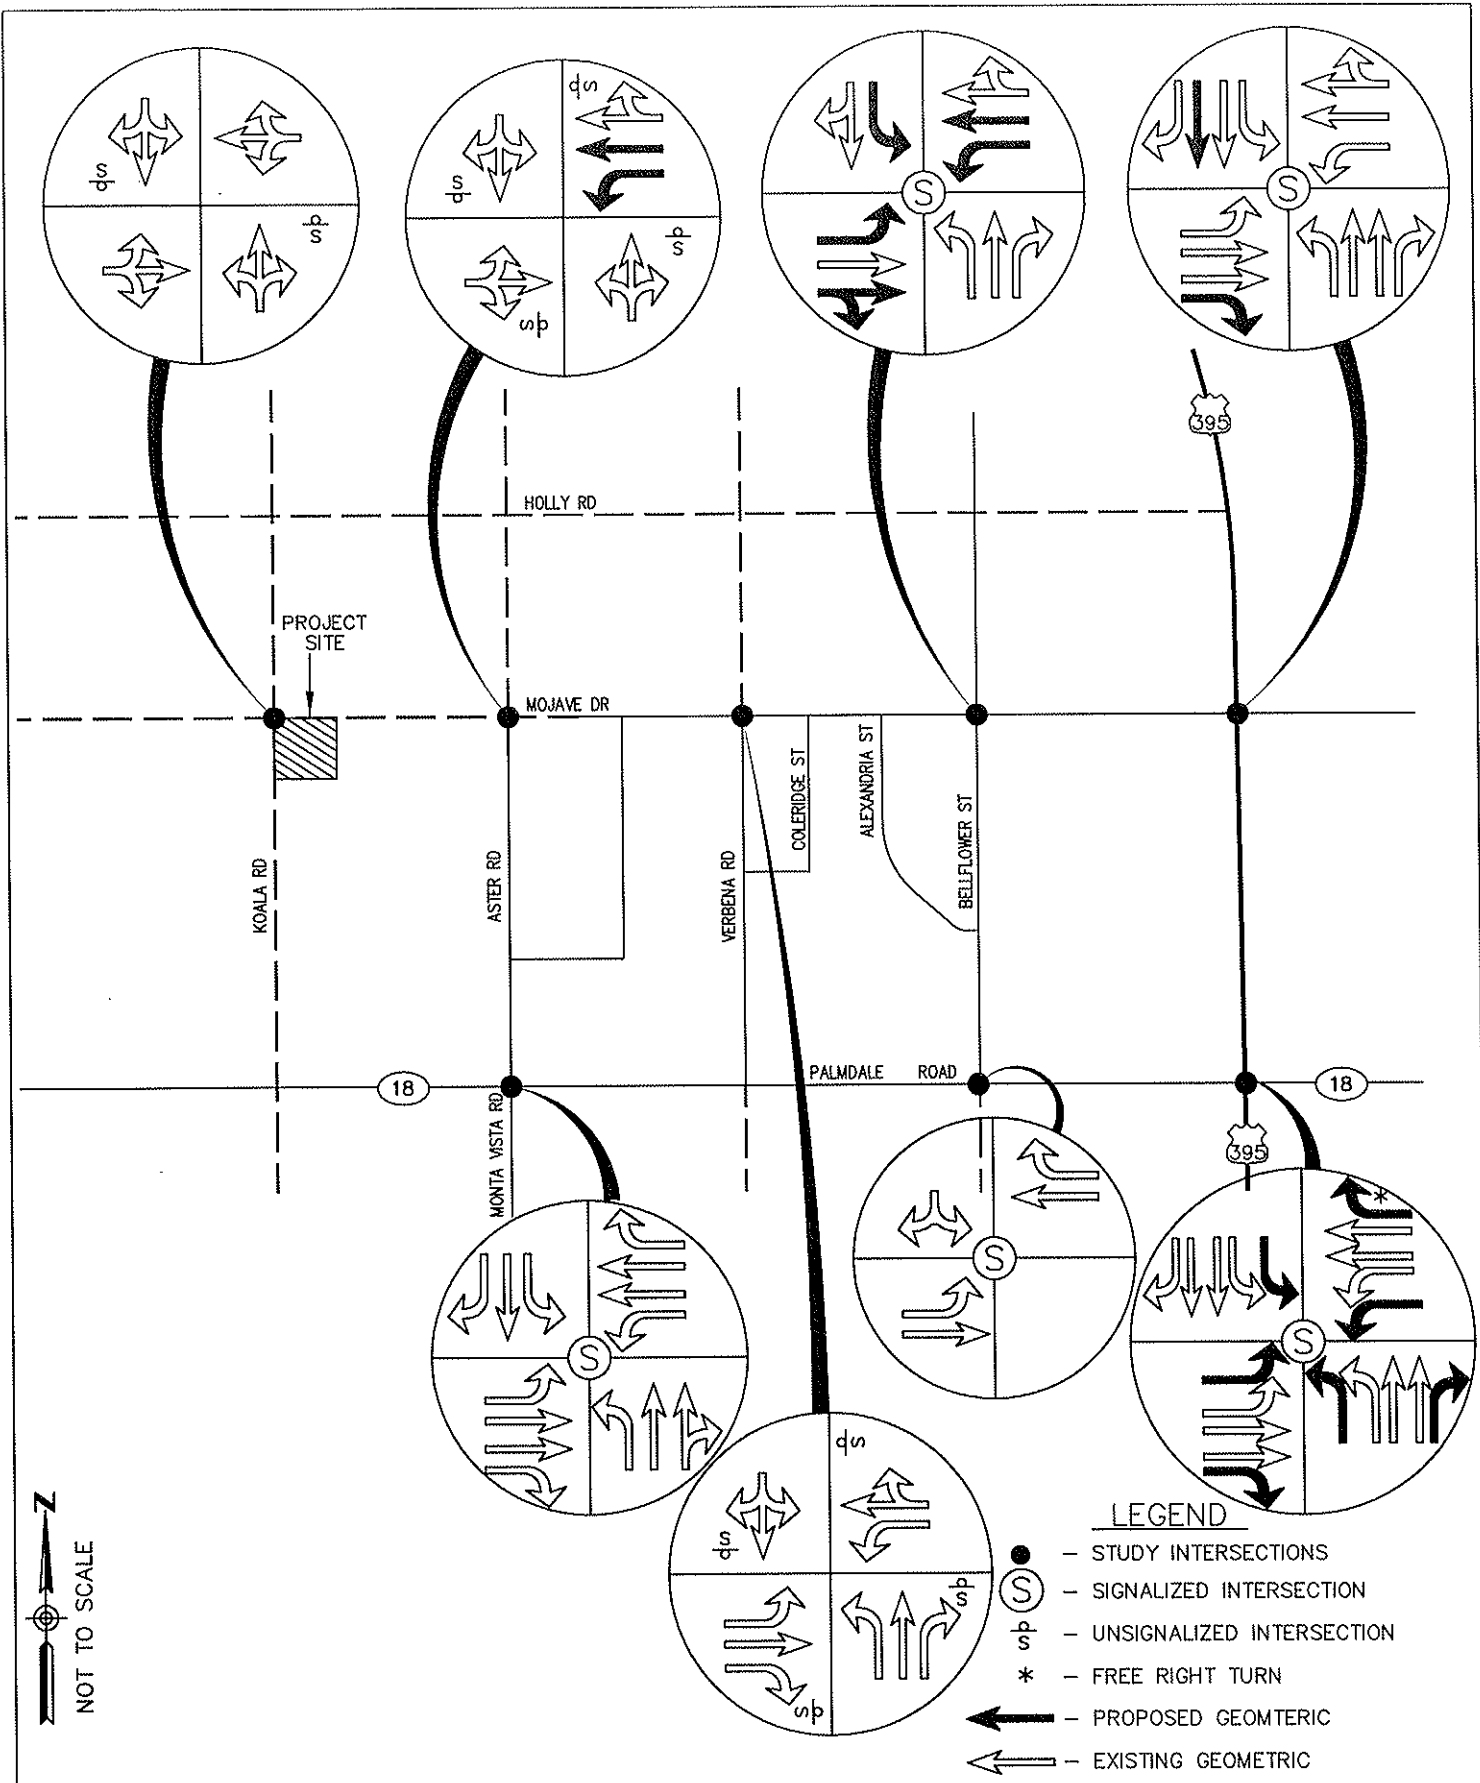 S
S
395
HOLLY RD
PROJECT
SITE
MOJAVE DR
COLERIDGE ST
ALEXANDRIA ST
BELLFLOWER ST
KOALA RD
ASTER RD
VERBENA RD
18
PALMDALE ROAD
18
MONTA VISTA RD
395
S
S
S
N
NOT TO SCALE
LEGEND
– STUDY INTERSECTIONS
S – SIGNALIZED INTERSECTION
S – UNSIGNALIZED INTERSECTION
* – FREE RIGHT TURN
– PROPOSED GEOMTERIC
– EXISTING GEOMETRIC